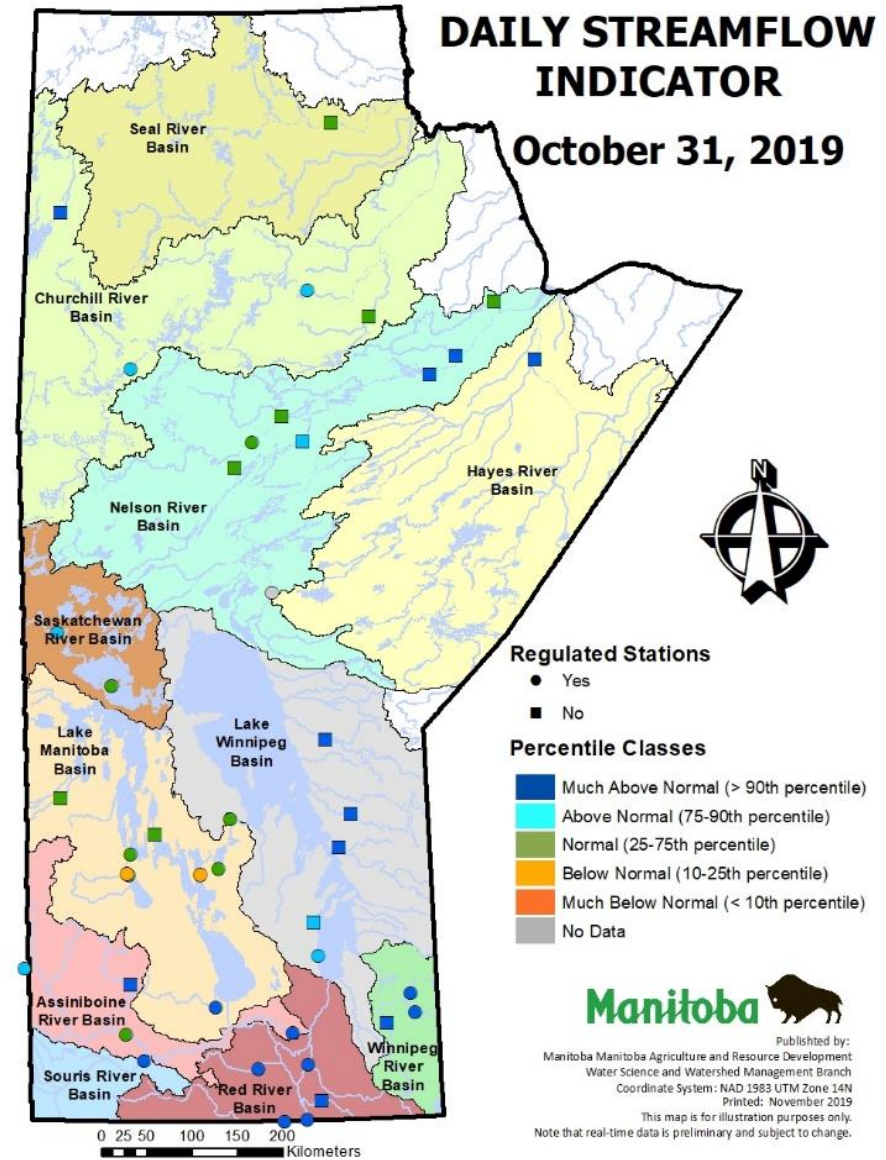 DAILY STREAMFLOW
INDICATOR
October 31, 2019
Seal River
Basin
Churchill River
Basin
Hayes River
Basin
Nelson River
Basin
N
Saskatchewan
River Basin
Lake
Winnipeg
Basin
Lake
Manitoba
Basin
Assiniboine
River Basin
Souris River
Basin
Red River
Basin
Winnipeg
River
Basin
0 25 50 100 150 200
Kilometers
Regulated Stations
Yes
No
Percentile Classes
Much Above Normal (> 90th percentile)
Above Normal (75-90th percentile)
Normal (25-75th percentile)
Below Normal (10-25th percentile)
Much Below Normal (< 10th percentile)
No Data
Manitoba
Published by:
Manitoba Manitoba Agriculture and Resource Development
Water Science and Watershed Management Branch
Coordinate System: NAD 1983 UTM Zone 14N
Printed: November 2019
This map is for illustration purposes only.
Note that real-time data is preliminary and subject to change.